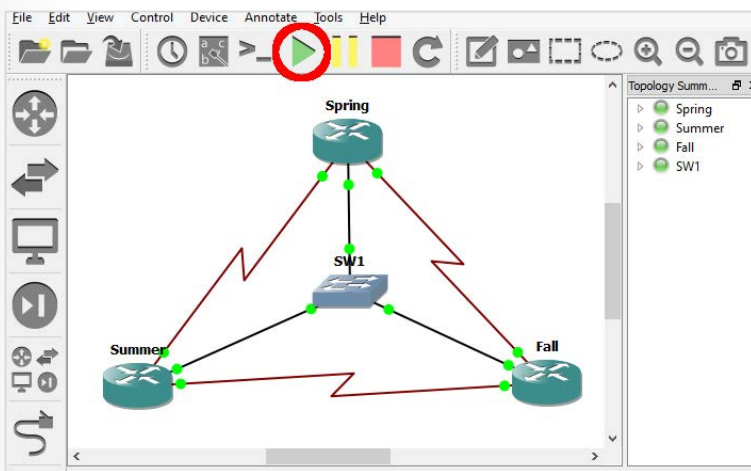 File Edit View Control Device Annotate Tools Help
Topology Summ...
Spring
Summer
Fall
SW1
Spring
SW1
Summer
Fall